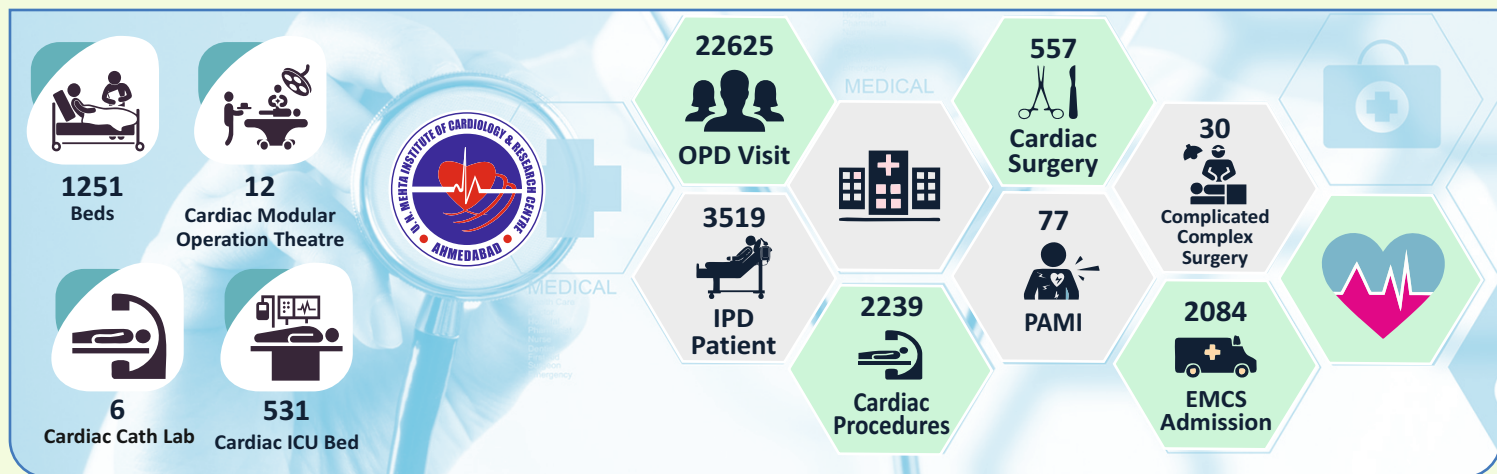 1251
Beds
12
Cardiac Modular
Operation Theatre
6
Cardiac Cath Lab
531
Cardiac ICU Bed
U. N. MEHTA INSTITUTE OF CARDIOLOGY & RESEARCH CENTRE
AHMEDABAD
MEDICAL
22625
OPD Visit
3519
IPD
Patient
MEDICAL
2239
Cardiac
Procedures
557
Cardiac
Surgery
77
PAMI
30
Complicated
Complex
Surgery
2084
EMCS
Admission